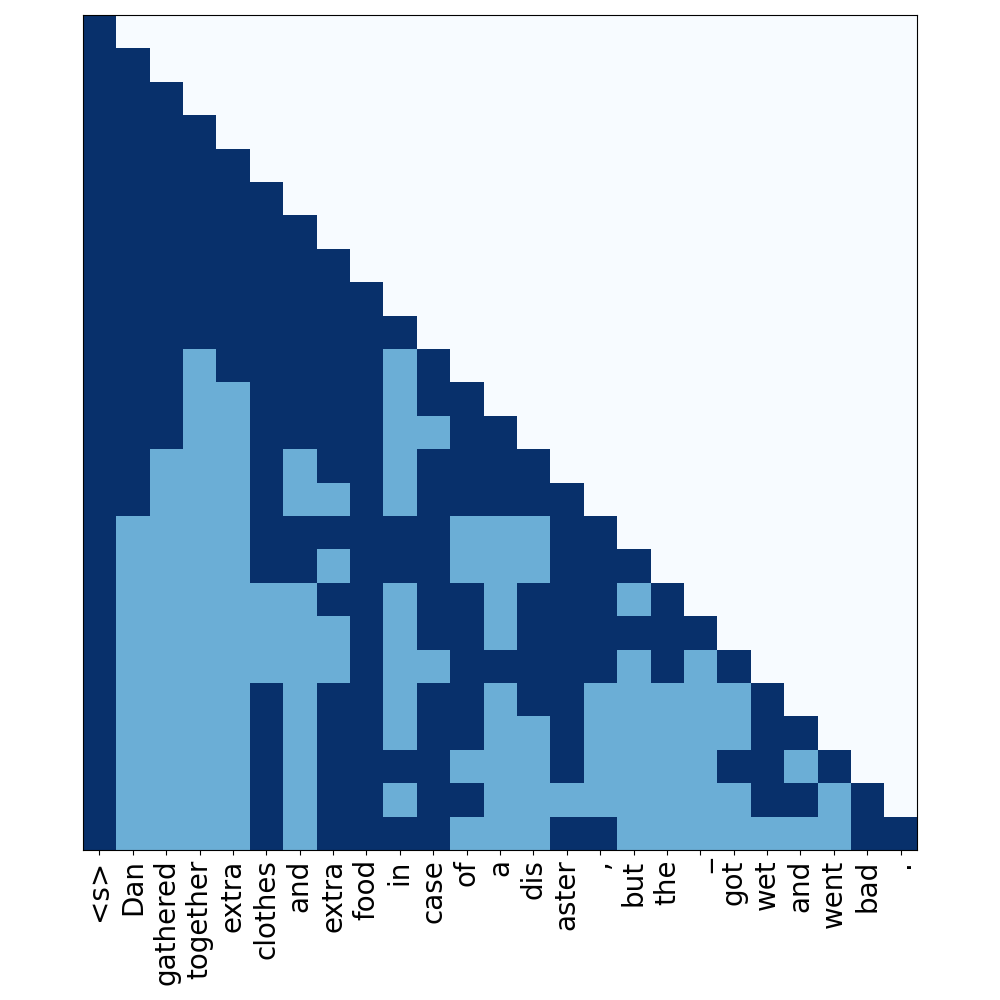 <s>
Dan
gathered
together
extra
clothes
and
extra
food
in
case
of
a
dis
aster
,
but
the
_
got
wet
and
went
bad
.